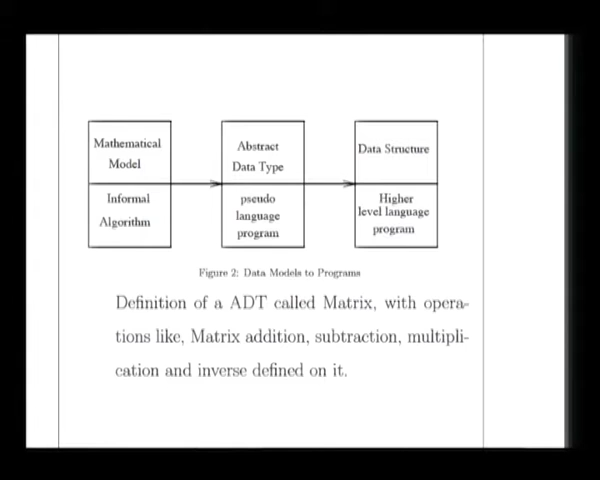 Mathematical
Model
Informal
Algorithm
Abstract
Data Type
pseudo
language
program
Data Structure
Higher
level language
program
Figure 2: Data Models to Programs
Definition of a ADT called Matrix, with opera-
tions like, Matrix addition, subtraction, multipli-
cation and inverse defined on it.